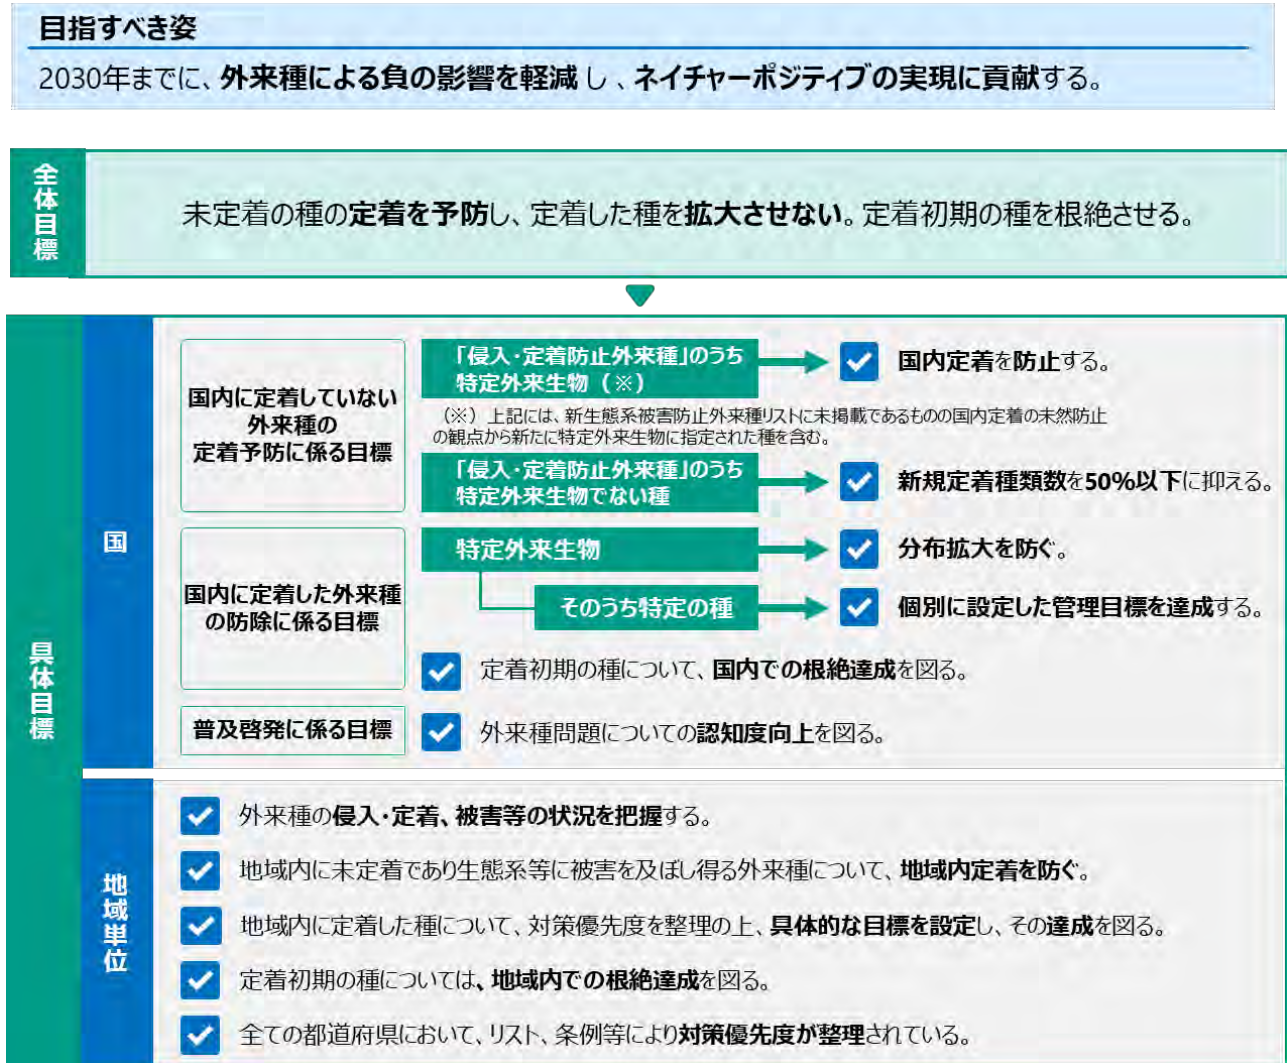 目指すべき姿
2030年までに、外来種による負の影響を軽減し、ネイチャーポジティブの実現に貢献する。
全体目標
未定着の種の定着を予防し、定着した種を拡大させない。定着初期の種を根絶させる。
具体目標
国
国内に定着していない
外来種の
定着予防に係る目標
「侵入・定着防止外来種」のうち
特定外来生物（※）
国内定着を防止する。
（※）上記には、新生態系被害防止外来種リストに未掲載であるものの国内定着の未然防止
の観点から新たに特定外来生物に指定された種を含む。
「侵入・定着防止外来種」のうち
特定外来生物でない種
新規定着種類数を50%以下に抑える。
国内に定着した外来種
の防除に係る目標
特定外来生物
分布拡大を防ぐ。
そのうち特定の種
個別に設定した管理目標を達成する。
定着初期の種について、国内での根絶達成を図る。
普及啓発に係る目標
外来種問題についての認知度向上を図る。
地域単位
外来種の侵入・定着、被害等の状況を把握する。
地域内に未定着であり生態系等に被害を及ぼし得る外来種について、地域内定着を防ぐ。
地域内に定着した種について、対策優先度を整理の上、具体的な目標を設定し、その達成を図る。
定着初期の種については、地域内での根絶達成を図る。
全ての都道府県において、リスト、条例等により対策優先度が整理されている。